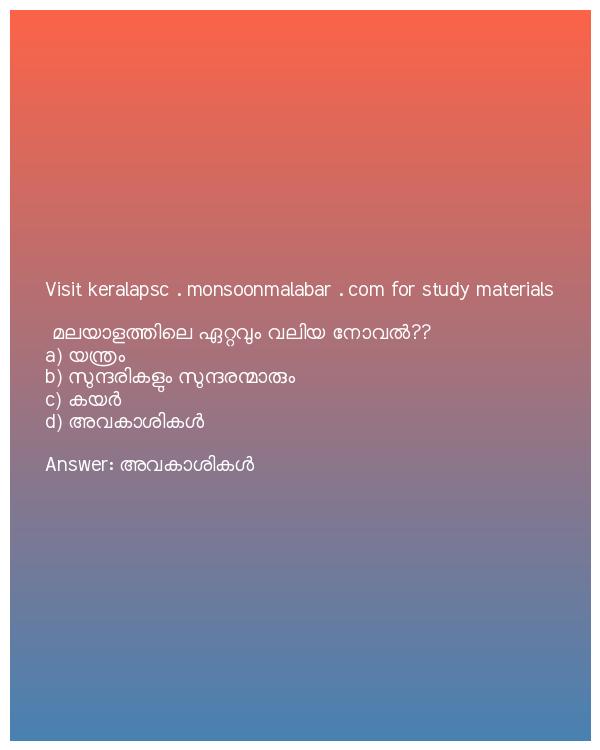 Visit keralapsc . monsoonmalabar . com for study materials
മലയാളത്തിലെ ഏറ്റവും വലിയ നോവൽ??
a) യന്ത്രം
b) സുന്ദരികളും സുന്ദരന്മാരും
c) കയർ
d) അവകാശികൾ
Answer: അവകാശികൾ